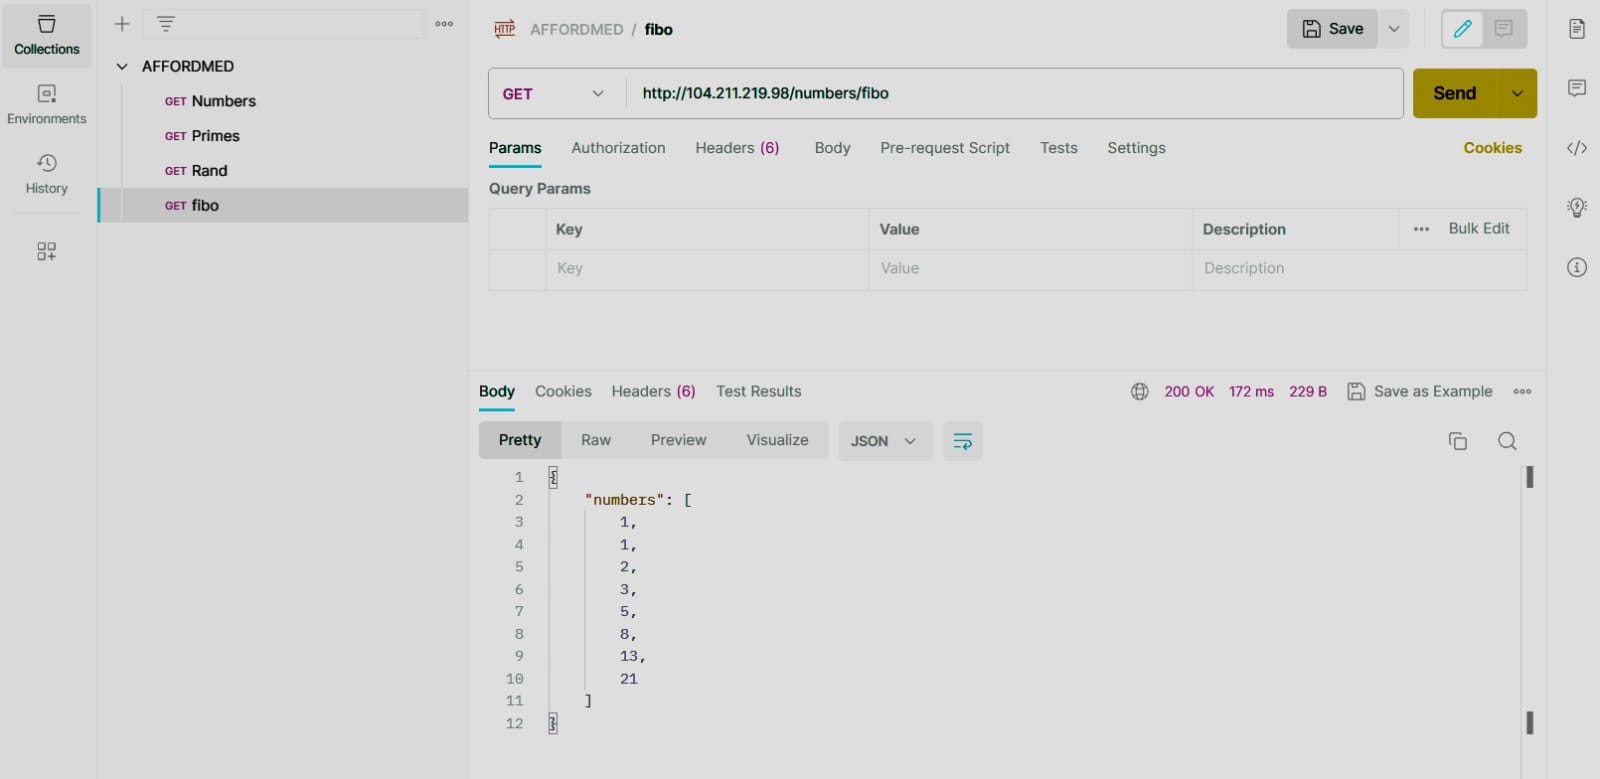 Collections
Environments
History
AFFORDMED
GET Numbers
GET Primes
GET Rand
GET fibo
HTTP AFFORDMED / fibo
Save
GET http://104.211.219.98/numbers/fibo
Send
Params Authorization Headers (6) Body Pre-request Script Tests Settings Cookies
Query Params
Key Value Description Bulk Edit
Key Value Description
Body Cookies Headers (6) Test Results 200 OK 172 ms 229 B Save as Example
Pretty Raw Preview Visualize JSON
1 {
2 "numbers": [
3 1,
4 1,
5 2,
6 3,
7 5,
8 8,
9 13,
10 21
11 ]
12 }